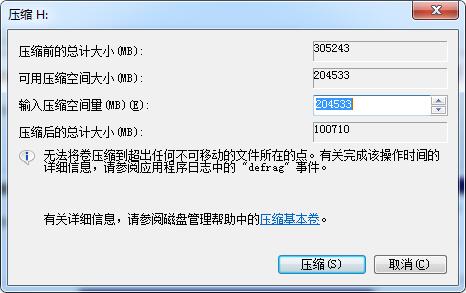 压缩 H:
压缩前的总计大小(MB): 305243
可用压缩空间大小(MB): 204533
输入压缩空间量(MB)(E): 204533
压缩后的总计大小(MB): 100710
无法将卷压缩到超出任何不可移动的文件所在的点。有关完成该操作时间的
详细信息，请参阅应用程序日志中的 "defrag" 事件。
有关详细信息，请参阅磁盘管理帮助中的压缩基本卷。
压缩(S) 取消(C)